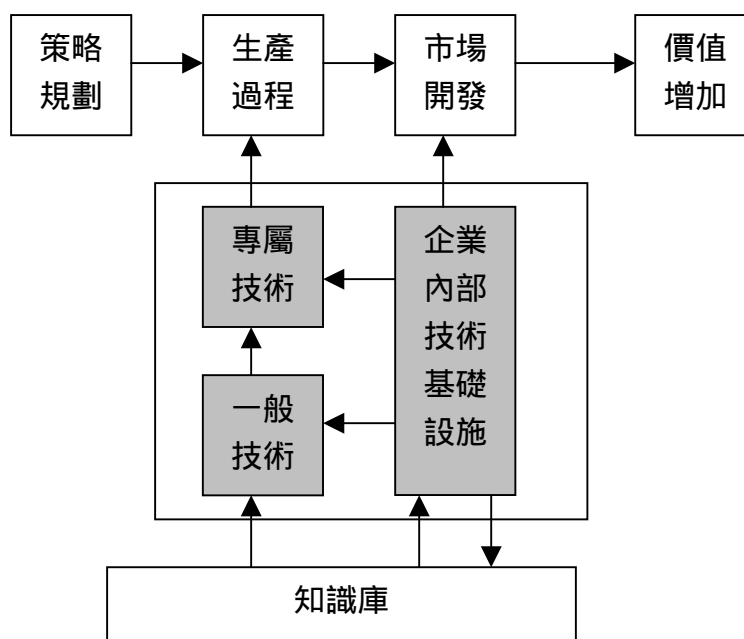 策略
規劃
生產
過程
市場
開發
價值
增加
專屬
技術
企業
內部
技術
基礎
設施
一般
技術
知識庫